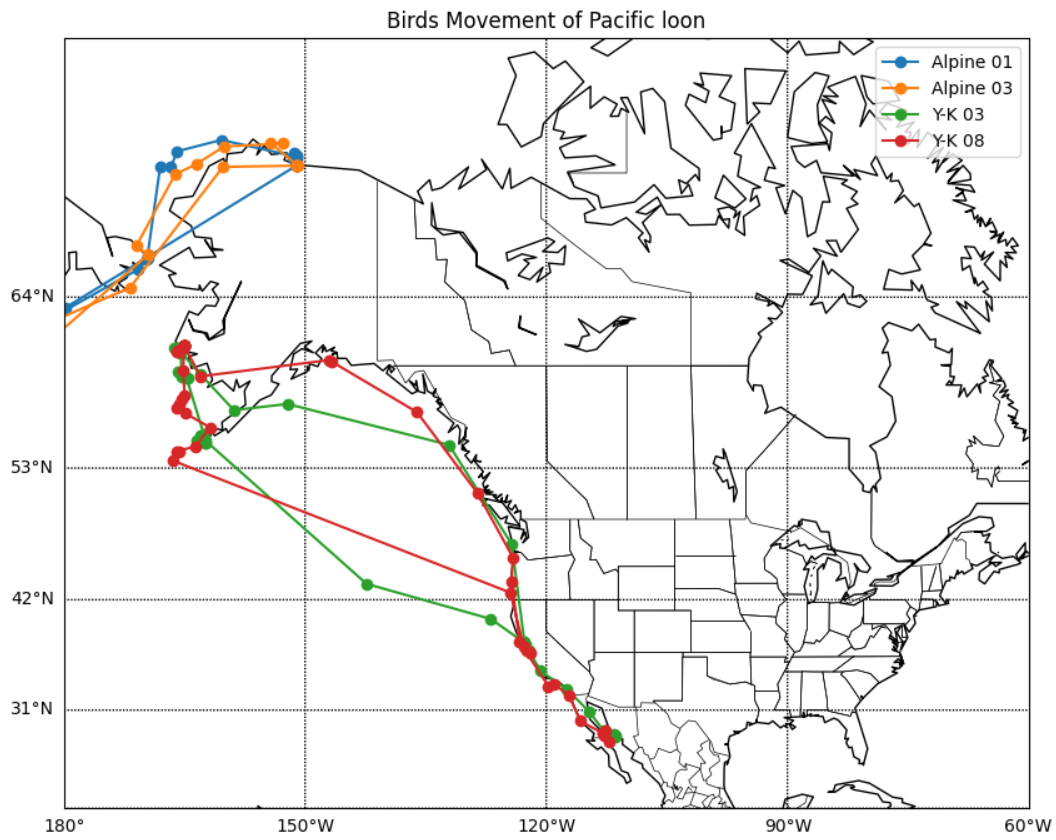 Birds Movement of Pacific loon
Alpine 01
Alpine 03
Y-K 03
Y-K 08
64°N
53°N
42°N
31°N
180°
150°W
120°W
90°W
60°W